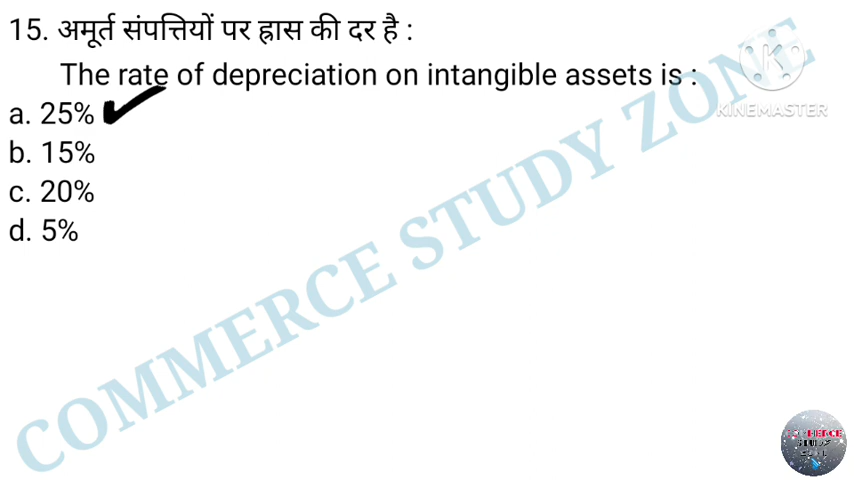 15. अमूर्त संपत्तियों पर ह्रास की दर है :
The rate of depreciation on intangible assets is :
a. 25%
b. 15%
c. 20%
d. 5%
COMMERCE STUDY ZONE
K
KINEMASTER